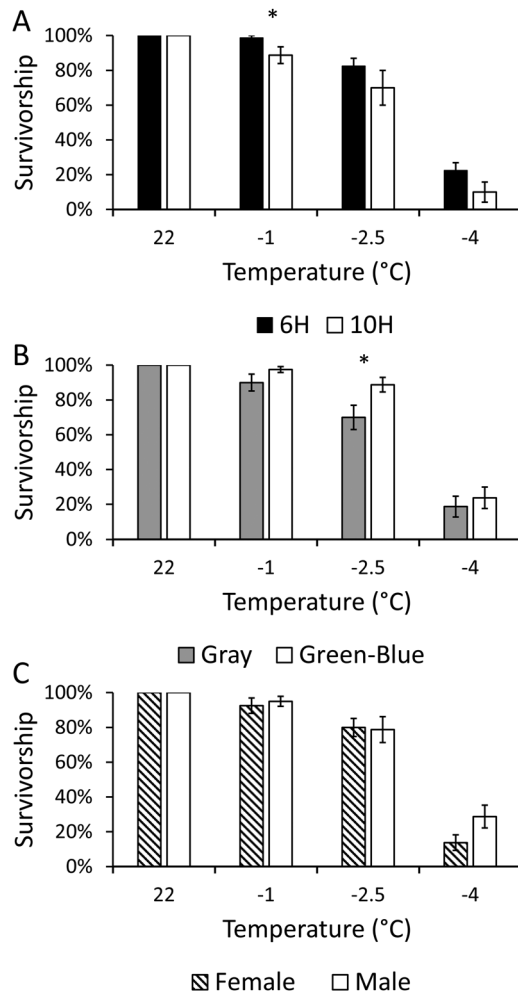 A
*
Survivorship
100%
80%
60%
40%
20%
0%
22 -1 -2.5 -4
Temperature (°C)
6H 10H
B
*
Survivorship
100%
80%
60%
40%
20%
0%
22 -1 -2.5 -4
Temperature (°C)
Gray Green-Blue
C
Survivorship
100%
80%
60%
40%
20%
0%
22 -1 -2.5 -4
Temperature (°C)
Female Male